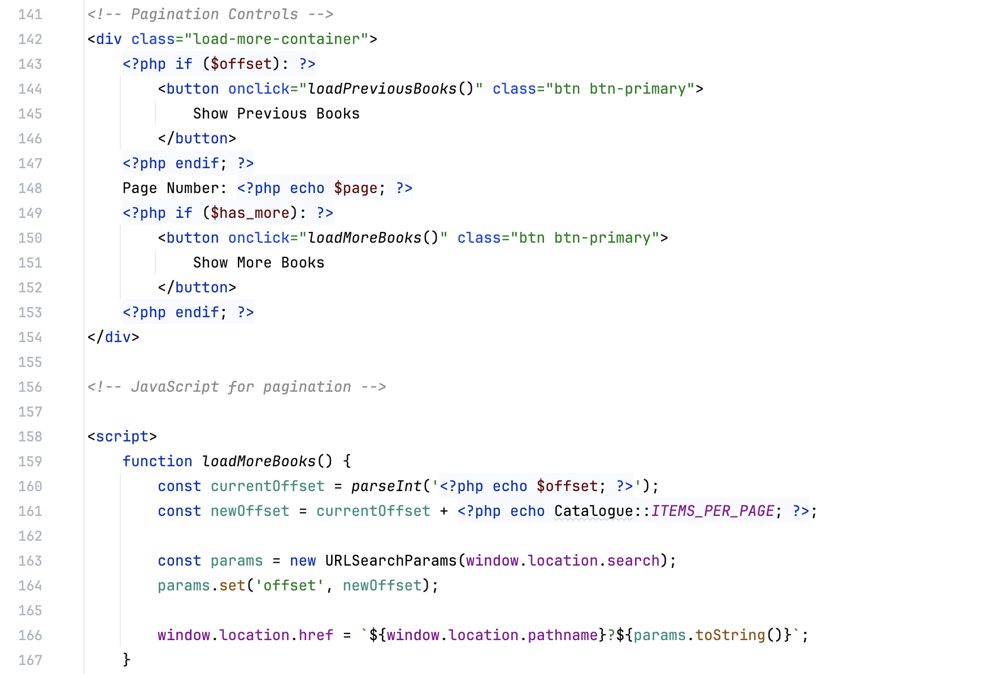 141 <!-- Pagination Controls -->
142 <div class="load-more-container">
143     <?php if ($offset): ?>
144         <button onclick="loadPreviousBooks()" class="btn btn-primary">
145             Show Previous Books
146         </button>
147     <?php endif; ?>
148     Page Number: <?php echo $page; ?>
149     <?php if ($has_more): ?>
150         <button onclick="loadMoreBooks()" class="btn btn-primary">
151             Show More Books
152         </button>
153     <?php endif; ?>
154 </div>
155
156 <!-- JavaScript for pagination -->
157
158 <script>
159     function loadMoreBooks() {
160         const currentOffset = parseInt('<?php echo $offset; ?>');
161         const newOffset = currentOffset + <?php echo Catalogue::ITEMS_PER_PAGE; ?>;
162
163         const params = new URLSearchParams(window.location.search);
164         params.set('offset', newOffset);
165
166         window.location.href = `${window.location.pathname}?${params.toString()}`;
167     }